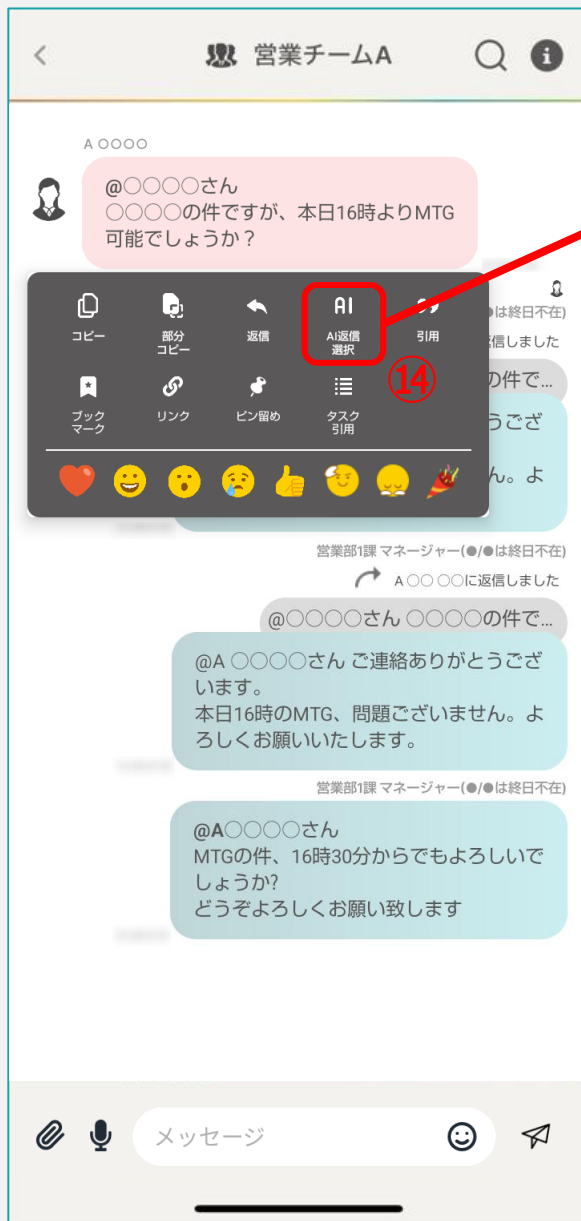 営業チームA
A ○○○○
@○○○○さん
○○○○の件ですが、本日16時よりMTG
可能でしょうか？
コピー
部分
コピー
返信
AI
AI返信
選択
引用
●は終日不在)
信しました
の件で…
うござ
ん。よ
ブック
マーク
リンク
ピン留め
タスク
引用
⑭
営業部1課 マネージャー(●/●は終日不在)
A ○○ ○○に返信しました
@○○○○さん ○○○○の件で…
@A ○○○○さん ご連絡ありがとうござ
います。
本日16時のMTG、問題ございません。よ
ろしくお願いいたします。
営業部1課 マネージャー(●/●は終日不在)
@A○○○○さん
MTGの件、16時30分からでもよろしいで
しょうか?
どうぞよろしくお願い致します
メッセージ